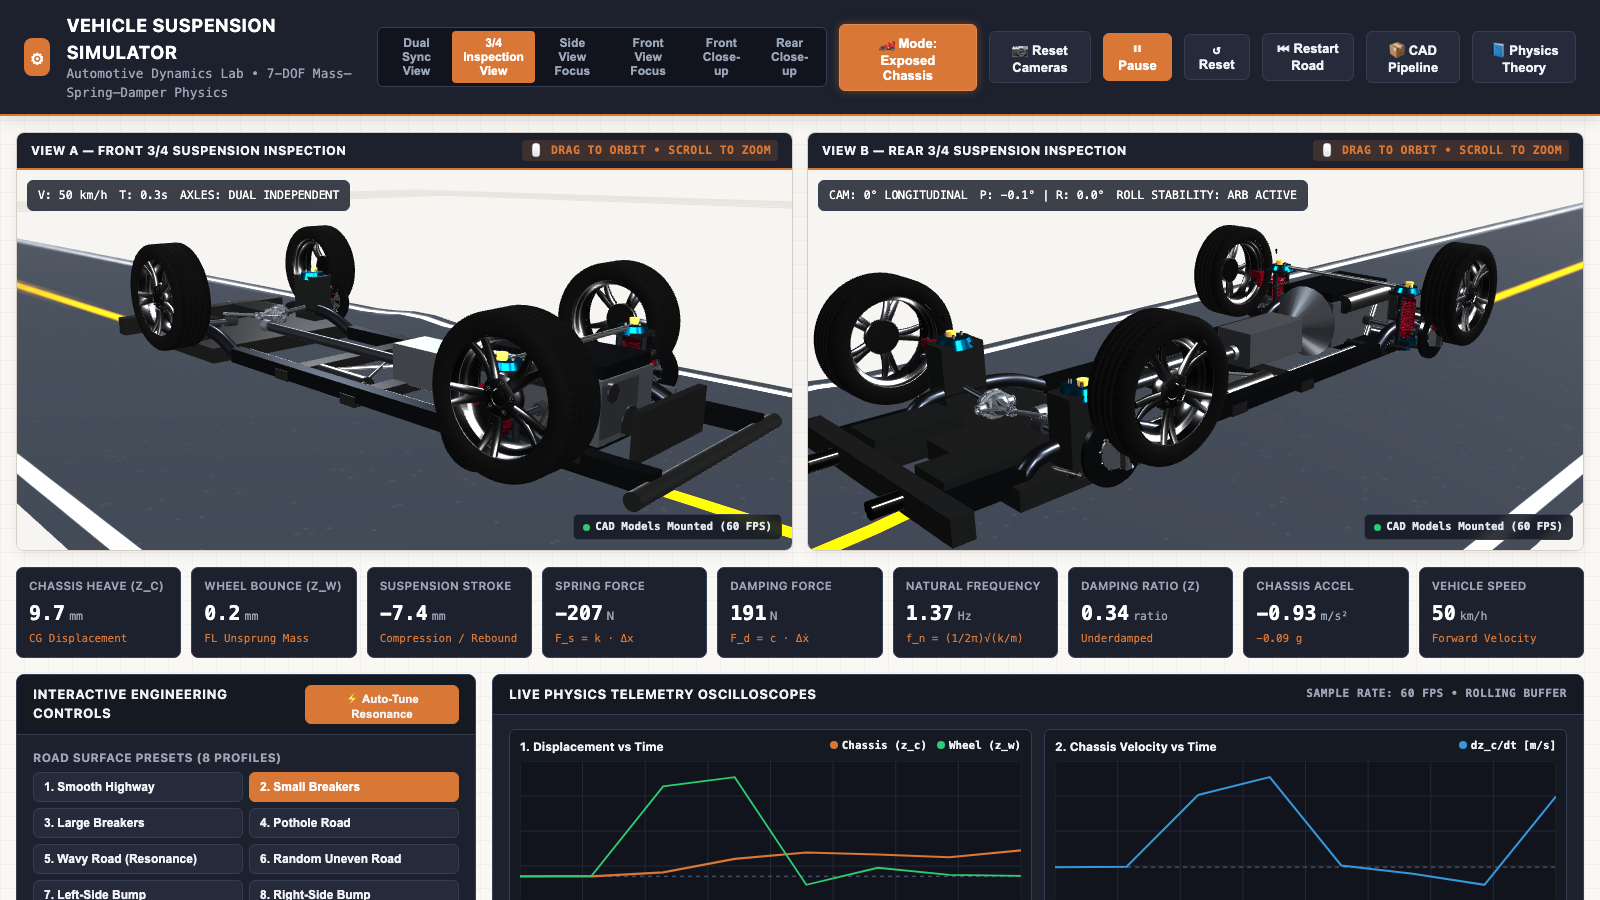 VEHICLE SUSPENSION
SIMULATOR
Automotive Dynamics Lab • 7-DOF Mass–
Spring–Damper Physics
Dual
Sync
View
3/4
Inspection
View
Side
View
Focus
Front
View
Focus
Front
Close-
up
Rear
Close-
up
Mode:
Exposed
Chassis
Reset
Cameras
Pause
Reset
Restart
Road
CAD
Pipeline
Physics
Theory
VIEW A — FRONT 3/4 SUSPENSION INSPECTION
DRAG TO ORBIT • SCROLL TO ZOOM
V: 50 km/h T: 0.3s AXLES: DUAL INDEPENDENT
CAD Models Mounted (60 FPS)
VIEW B — REAR 3/4 SUSPENSION INSPECTION
DRAG TO ORBIT • SCROLL TO ZOOM
CAM: 0° LONGITUDINAL P: −0.1° | R: 0.0° ROLL STABILITY: ARB ACTIVE
CAD Models Mounted (60 FPS)
CHASSIS HEAVE (Z_C)
9.7 mm
CG Displacement
WHEEL BOUNCE (Z_W)
0.2 mm
FL Unsprung Mass
SUSPENSION STROKE
−7.4 mm
Compression / Rebound
SPRING FORCE
−207 N
F_s = k · Δx
DAMPING FORCE
191 N
F_d = c · Δẋ
NATURAL FREQUENCY
1.37 Hz
f_n = (1/2π)√(k/m)
DAMPING RATIO (Ζ)
0.34 ratio
Underdamped
CHASSIS ACCEL
−0.93 m/s²
−0.09 g
VEHICLE SPEED
50 km/h
Forward Velocity
INTERACTIVE ENGINEERING
CONTROLS
⚡ Auto-Tune
Resonance
ROAD SURFACE PRESETS (8 PROFILES)
1. Smooth Highway
2. Small Breakers
3. Large Breakers
4. Pothole Road
5. Wavy Road (Resonance)
6. Random Uneven Road
7. Left-Side Bump
8. Right-Side Bump
LIVE PHYSICS TELEMETRY OSCILLOSCOPES
SAMPLE RATE: 60 FPS • ROLLING BUFFER
1. Displacement vs Time
Chassis (z_c)
Wheel (z_w)
2. Chassis Velocity vs Time
dz_c/dt [m/s]